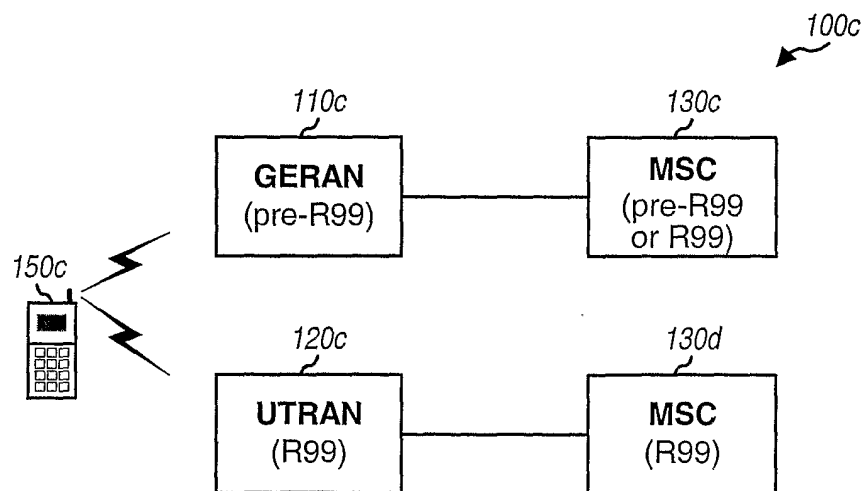 100c
110c
130c
GERAN
(pre-R99)
MSC
(pre-R99
or R99)
150c
120c
130d
UTRAN
(R99)
MSC
(R99)